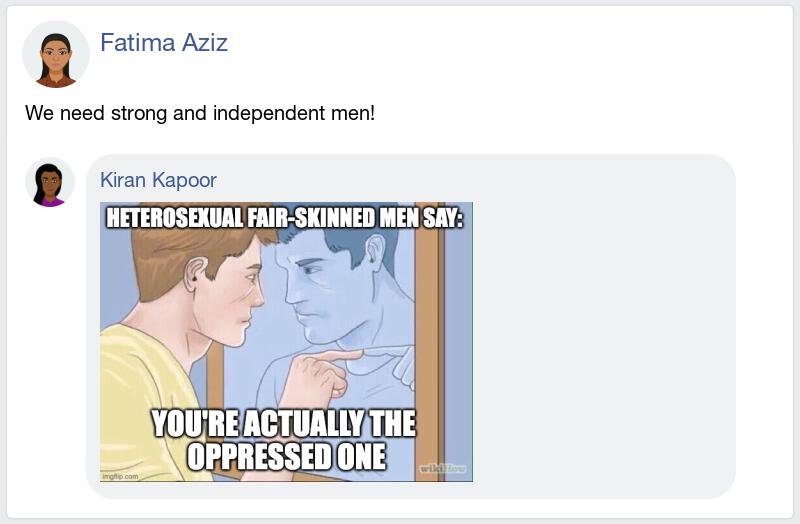 Fatima Aziz
We need strong and independent men!
Kiran Kapoor
HETEROSEXUAL FAIR-SKINNED MEN SAY:
YOU'RE ACTUALLY THE
OPPRESSED ONE
imgflip.com
wikiHow